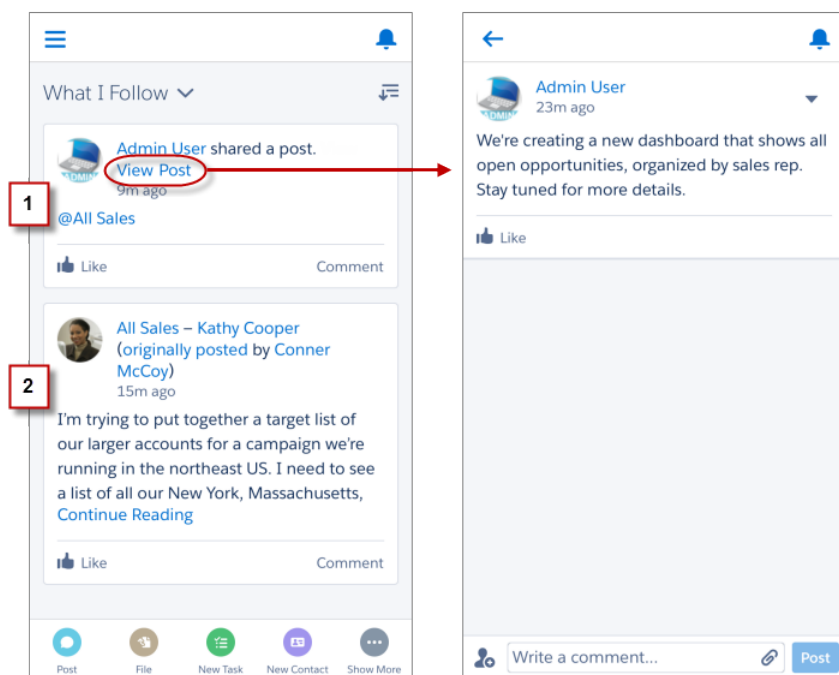 What I Follow
1
Admin User shared a post.
View Post
9m ago
@All Sales
Like Comment
2
All Sales – Kathy Cooper
(originally posted by Conner
McCoy)
15m ago
I'm trying to put together a target list of
our larger accounts for a campaign we're
running in the northeast US. I need to see
a list of all our New York, Massachusetts,
Continue Reading
Like Comment
Post File New Task New Contact Show More
ADMIN
Admin User
23m ago
We're creating a new dashboard that shows all
open opportunities, organized by sales rep.
Stay tuned for more details.
Like
Write a comment... Post